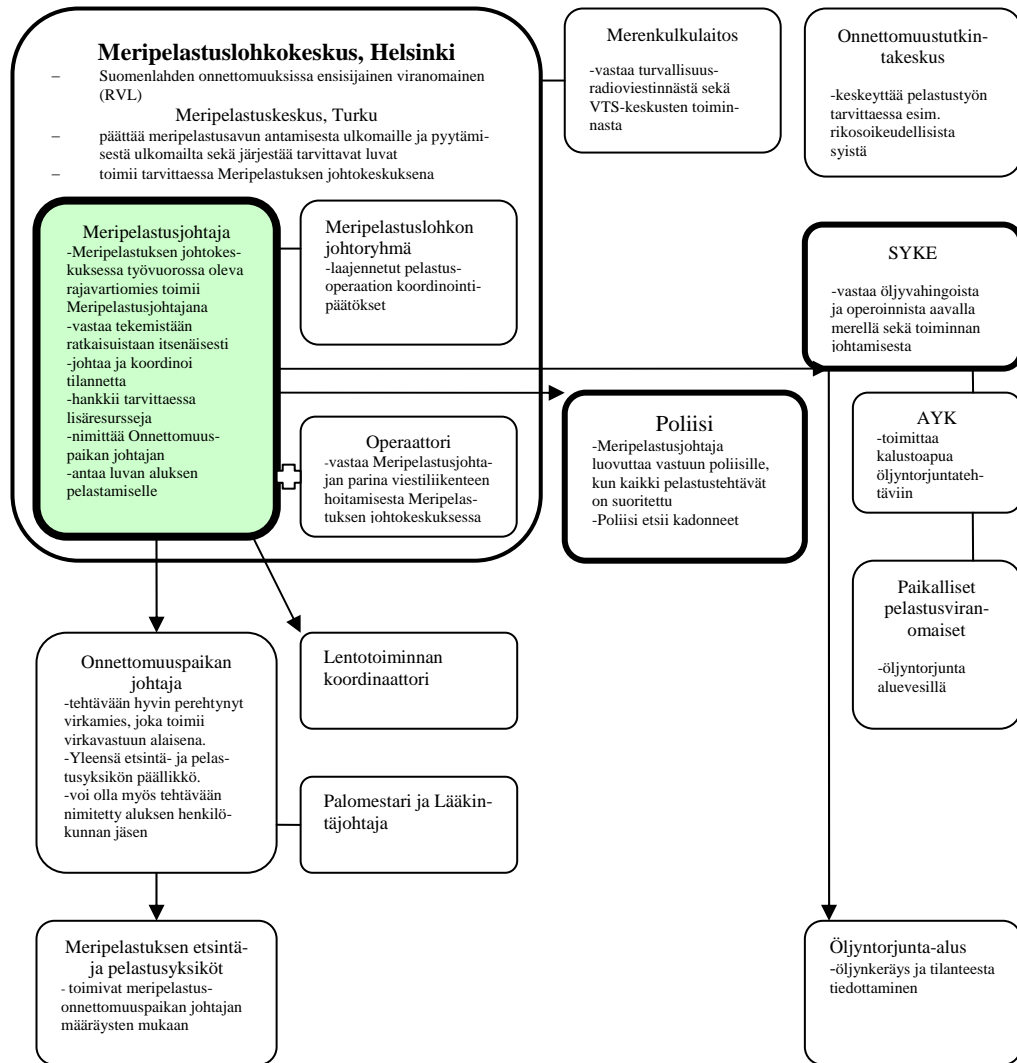 Meripelastuslohkokeskus, Helsinki
– Suomenlahden onnettomuuksissa ensisijainen viranomainen
(RVL)
Meripelastuskeskus, Turku
– päättää meripelastusavun antamisesta ulkomaille ja pyytämi-
sestä ulkomailta sekä järjestää tarvittavat luvat
– toimii tarvittaessa Meripelastuksen johtokeskuksena
Merenkulkulaitos
-vastaa turvallisuus-
radioviestinnästä sekä
VTS-keskusten toimin-
nasta
Onnettomuustutkin-
takeskus
-keskeyttää pelastustyön
tarvittaessa esim.
rikosoikeudellisista
syistä
Meripelastusjohtaja
-Meripelastuksen johtokes-
kuksessa työvuorossa oleva
rajavartiomies toimii
Meripelastusjohtajana
-vastaa tekemistään
ratkaisuistaan itsenäisesti
-johtaa ja koordinoi
tilannetta
-hankkii tarvittaessa
lisäresursseja
-nimittää Onnettomuus-
paikan johtajan
-antaa luvan aluksen
pelastamiselle
Meripelastuslohkon
johtoryhmä
-laajennetut pelastus-
operaation koordinointi-
päätökset
SYKE
-vastaa öljyvahingoista
ja operoinnista aavalla
merellä sekä toiminnan
johtamisesta
Operaattori
-vastaa Meripelastusjohta-
jan parina viestiliikenteen
hoitamisesta Meripelas-
tuksen johtokeskuksessa
Poliisi
-Meripelastusjohtaja
luovuttaa vastuun poliisille,
kun kaikki pelastustehtävät
on suoritettu
-Poliisi etsii kadonneet
AYK
-toimittaa
kalustoapua
öljyntorjuntateh-
täviin
Paikalliset
pelastusviran-
omaiset
-öljyntorjunta
aluevesillä
Onnettomuuspaikan
johtaja
-tehtävään hyvin perehtynyt
virkamies, joka toimii
virkavastuun alaisena.
-Yleensä etsintä- ja pelas-
tusyksikön päällikkö.
-voi olla myös tehtävään
nimitetty aluksen henkilö-
kunnan jäsen
Lentotoiminnan
koordinaattori
Palomestari ja Lääkin-
täjohtaja
Meripelastuksen etsintä-
ja pelastusyksiköt
- toimivat meripelastus-
onnettomuuspaikan johtajan
määräysten mukaan
Öljyntorjunta-alus
-öljynkeräys ja tilanteesta
tiedottaminen